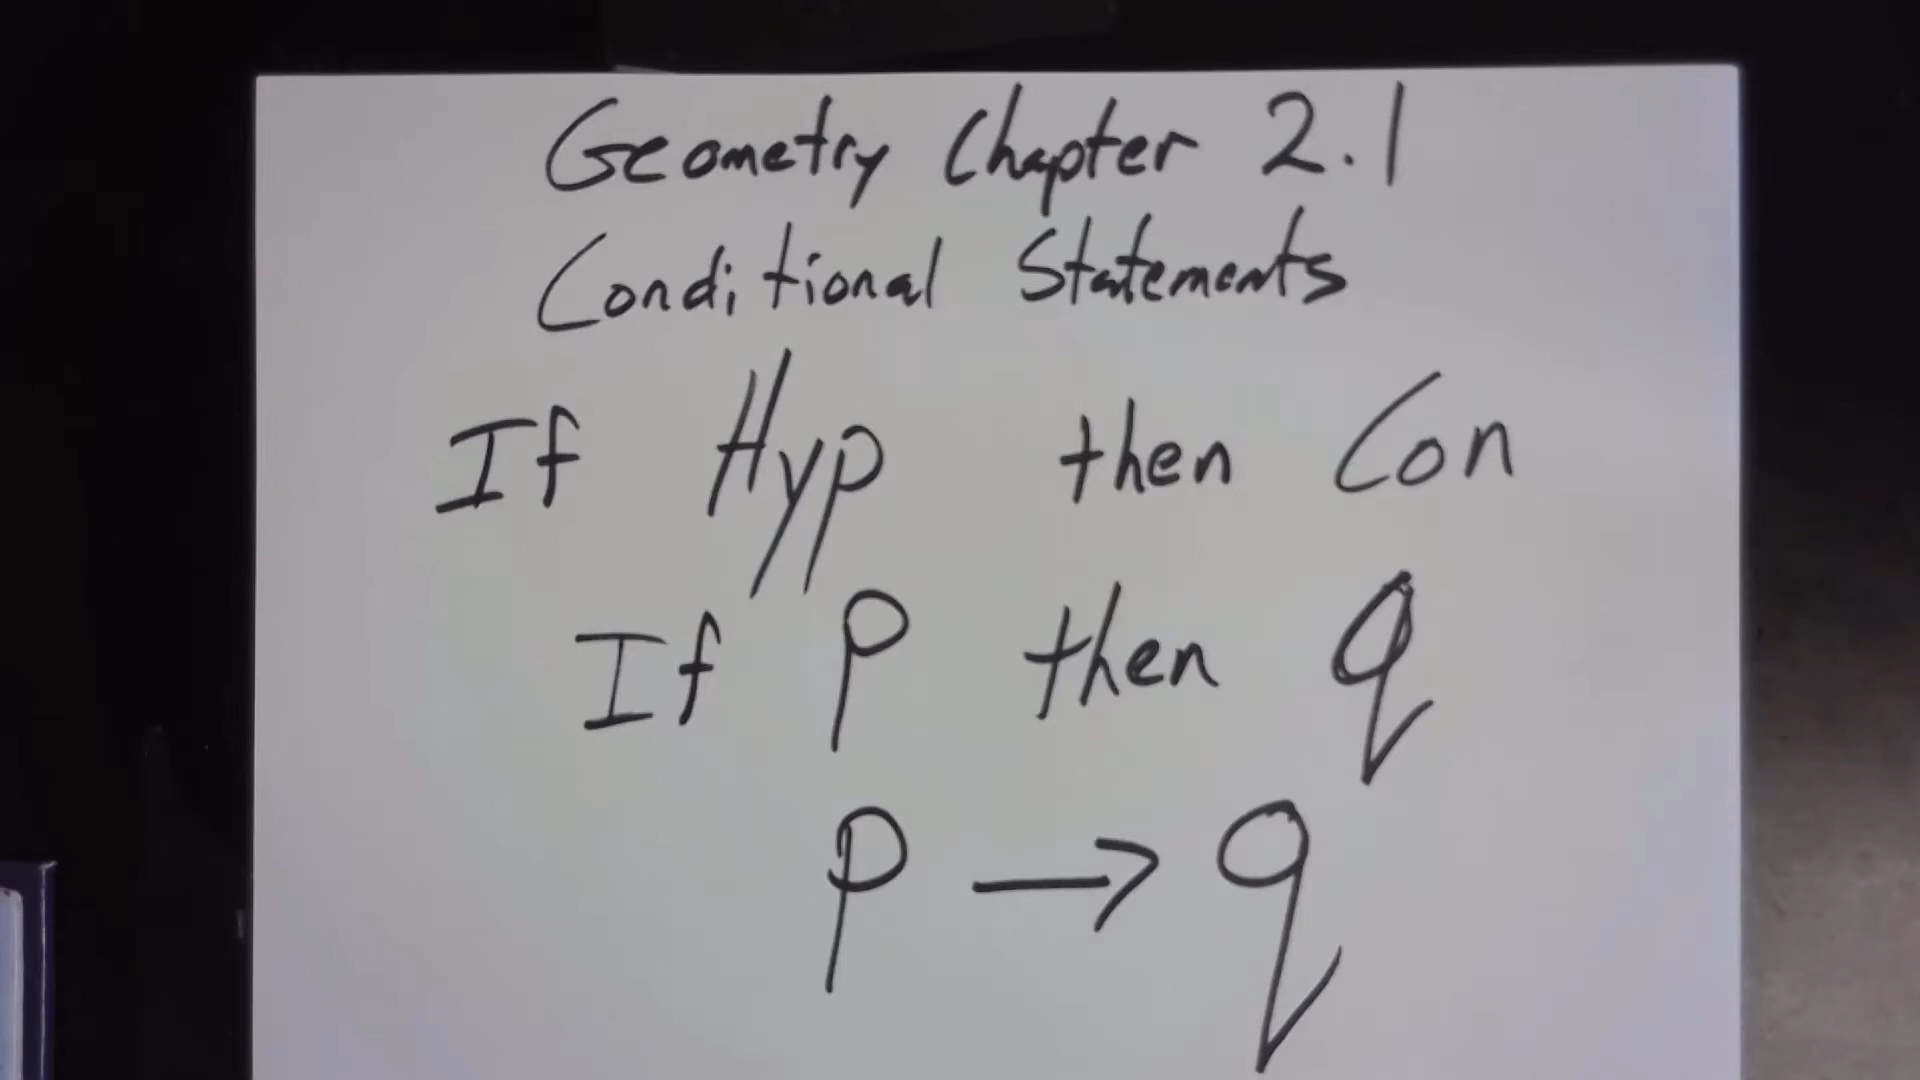 Geometry Chapter 2.1
Conditional Statements
If Hyp then Con
If p then q
p → q